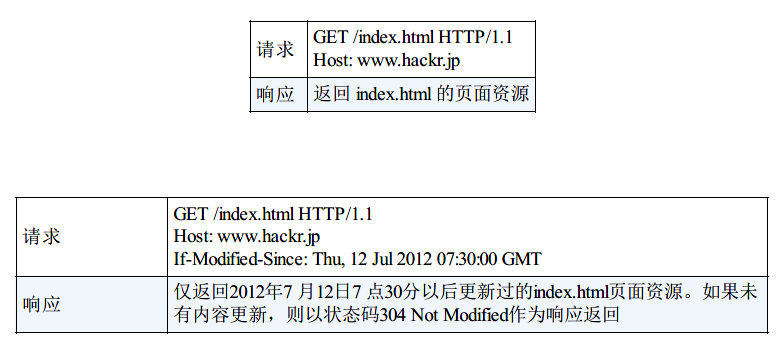 请求
GET /index.html HTTP/1.1
Host: www.hackr.jp
响应
返回 index.html 的页面资源
请求
GET /index.html HTTP/1.1
Host: www.hackr.jp
If-Modified-Since: Thu, 12 Jul 2012 07:30:00 GMT
响应
仅返回2012年7 月12日7 点30分以后更新过的index.html页面资源。如果未
有内容更新，则以状态码304 Not Modified作为响应返回